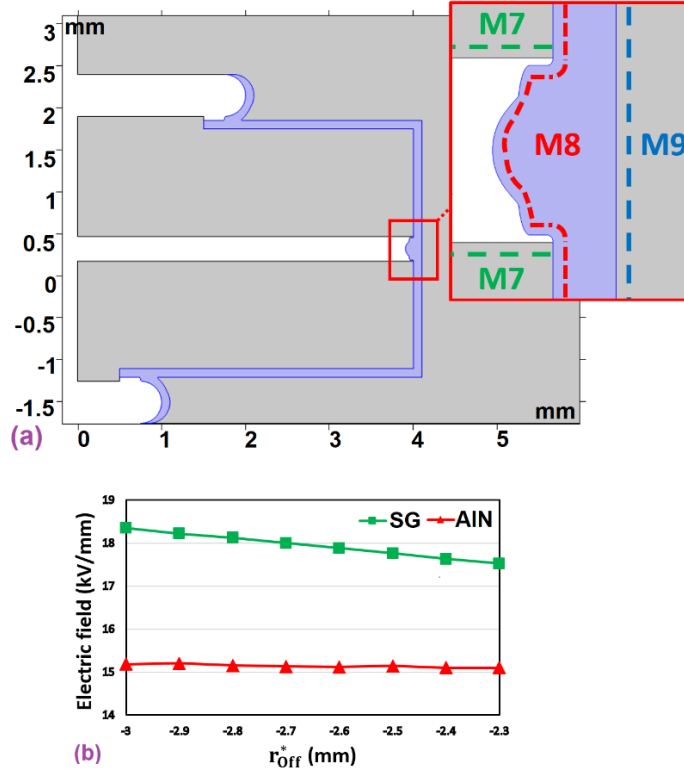 3
mm
2.5
2
1.5
1
0.5
0
-0.5
-1
-1.5
0 1 2 3 4 5
mm
M7
M8
M9
M7
(a)
19
18
17
16
15
14
Electric field (kV/mm)
SG AlN
-3 -2.9 -2.8 -2.7 -2.6 -2.5 -2.4 -2.3
r*Off (mm)
(b)